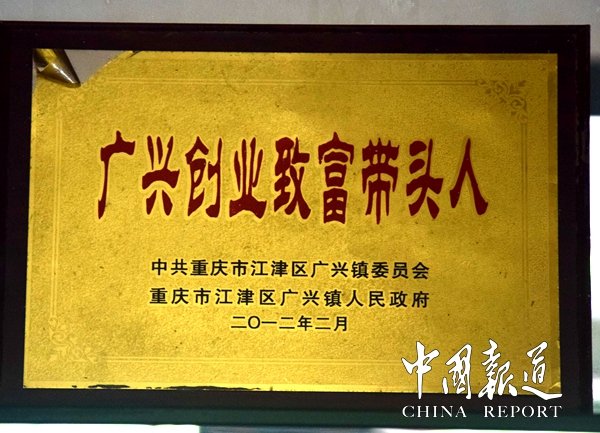 广兴创业致富带头人
中共重庆市江津区广兴镇委员会
重庆市江津区广兴镇人民政府
二〇一二年二月
中国报道
CHINA REPORT